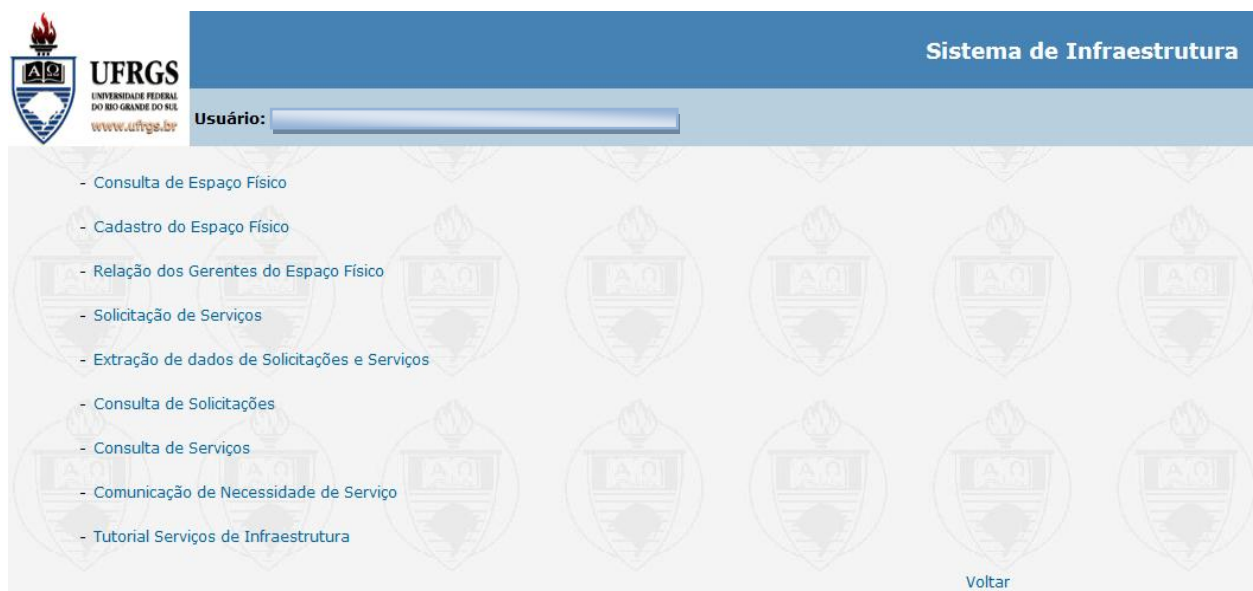 Sistema de Infraestrutura
ΑΩ
UFRGS
UNIVERSIDADE FEDERAL
DO RIO GRANDE DO SUL
www.ufrgs.br
Usuário:
- Consulta de Espaço Físico
- Cadastro do Espaço Físico
- Relação dos Gerentes do Espaço Físico
- Solicitação de Serviços
- Extração de dados de Solicitações e Serviços
- Consulta de Solicitações
- Consulta de Serviços
- Comunicação de Necessidade de Serviço
- Tutorial Serviços de Infraestrutura
Voltar